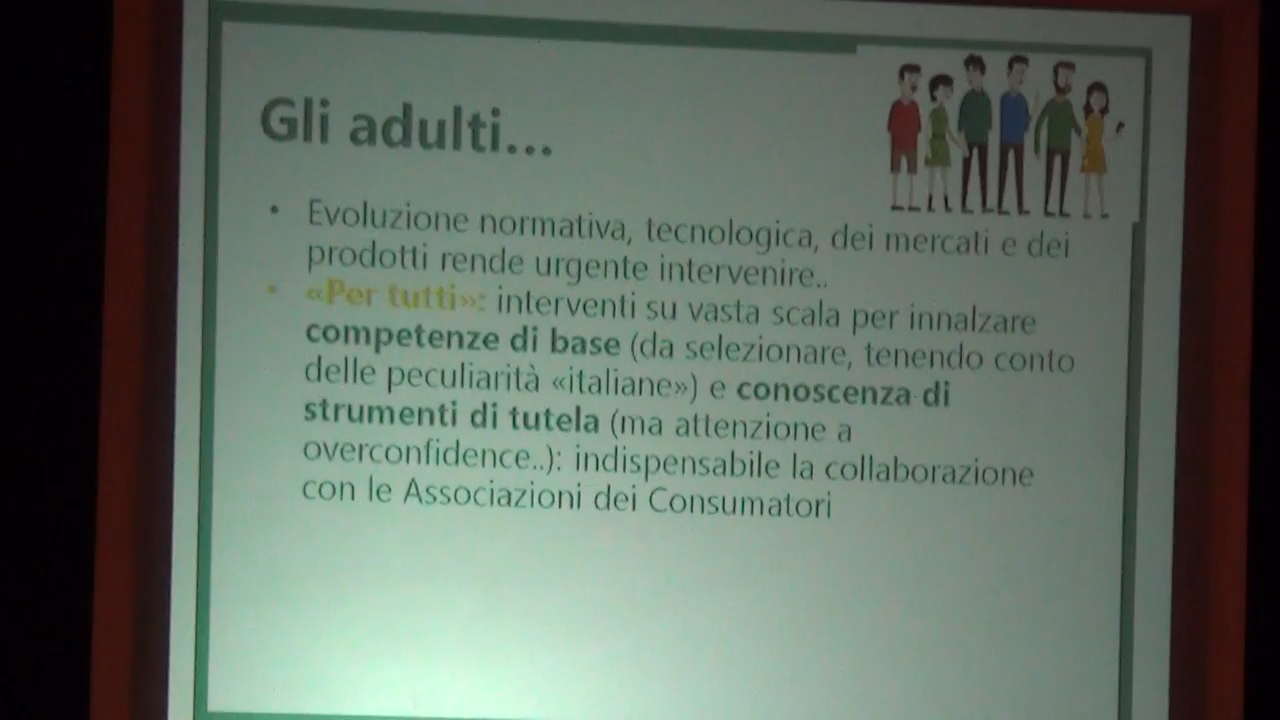 Gli adulti...
• Evoluzione normativa, tecnologica, dei mercati e dei
prodotti rende urgente intervenire..
• «Per tutti»: interventi su vasta scala per innalzare
competenze di base (da selezionare, tenendo conto
delle peculiarità «italiane») e conoscenza di
strumenti di tutela (ma attenzione a
overconfidence..): indispensabile la collaborazione
con le Associazioni dei Consumatori